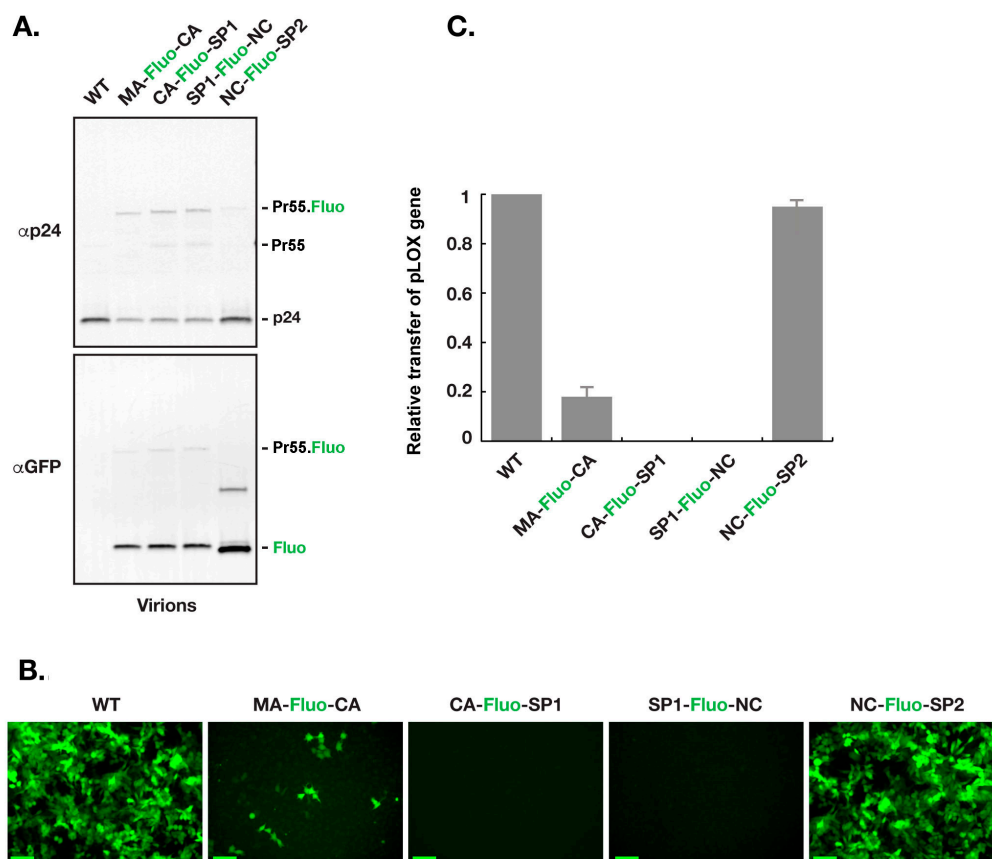 A.
WT
MA-Fluo-CA
CA-Fluo-SP1
SP1-Fluo-NC
NC-Fluo-SP2
αp24
Pr55.Fluo
Pr55
p24
αGFP
Pr55.Fluo
Fluo
Virions
C.
Relative transfer of pLOX gene
1
0.8
0.6
0.4
0.2
0
WT
MA-Fluo-CA
CA-Fluo-SP1
SP1-Fluo-NC
NC-Fluo-SP2
B.
WT
MA-Fluo-CA
CA-Fluo-SP1
SP1-Fluo-NC
NC-Fluo-SP2